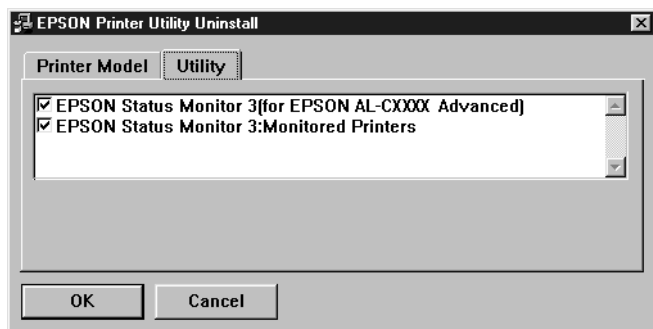 EPSON Printer Utility Uninstall
Printer Model Utility
EPSON Status Monitor 3(for EPSON AL-CXXXX Advanced)
EPSON Status Monitor 3:Monitored Printers
OK Cancel